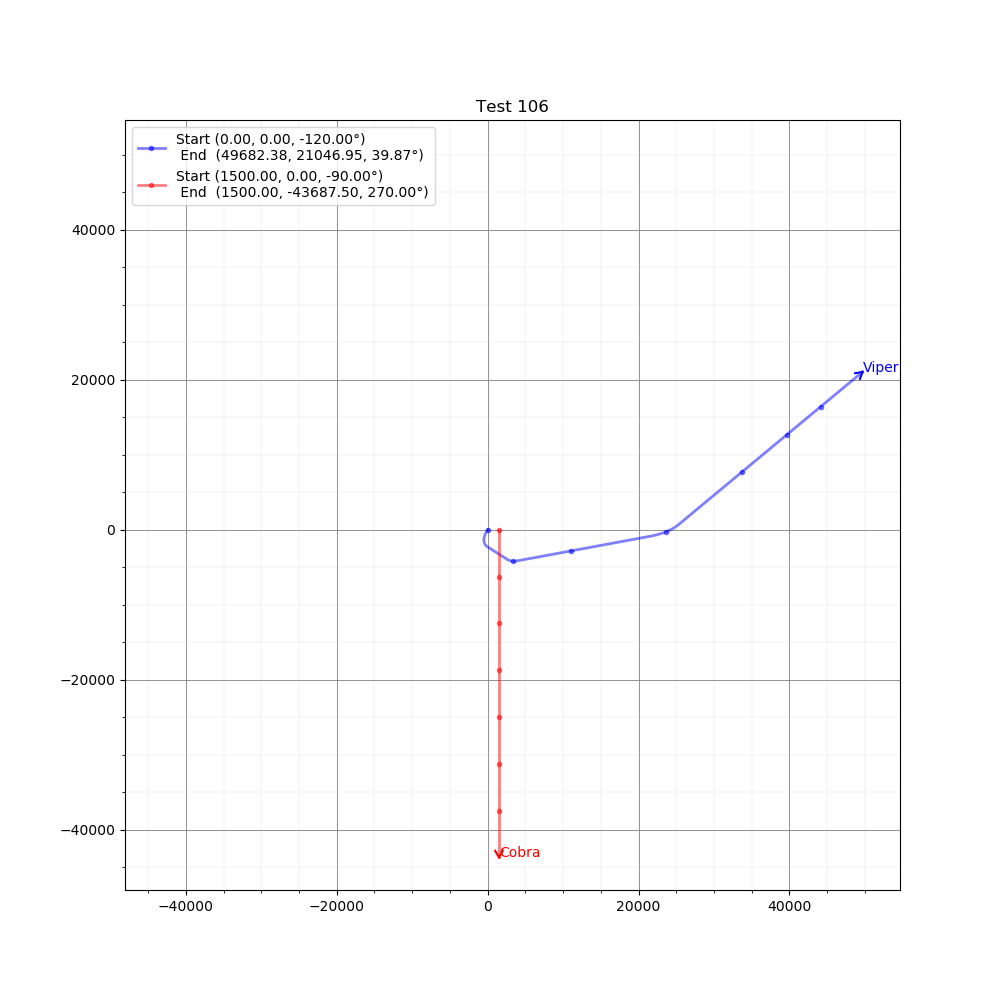 Test 106
Start (0.00, 0.00, -120.00°)
End (49682.38, 21046.95, 39.87°)
Start (1500.00, 0.00, -90.00°)
End (1500.00, -43687.50, 270.00°)
40000
20000
0
−20000
−40000
Viper
Cobra
−40000 −20000 0 20000 40000